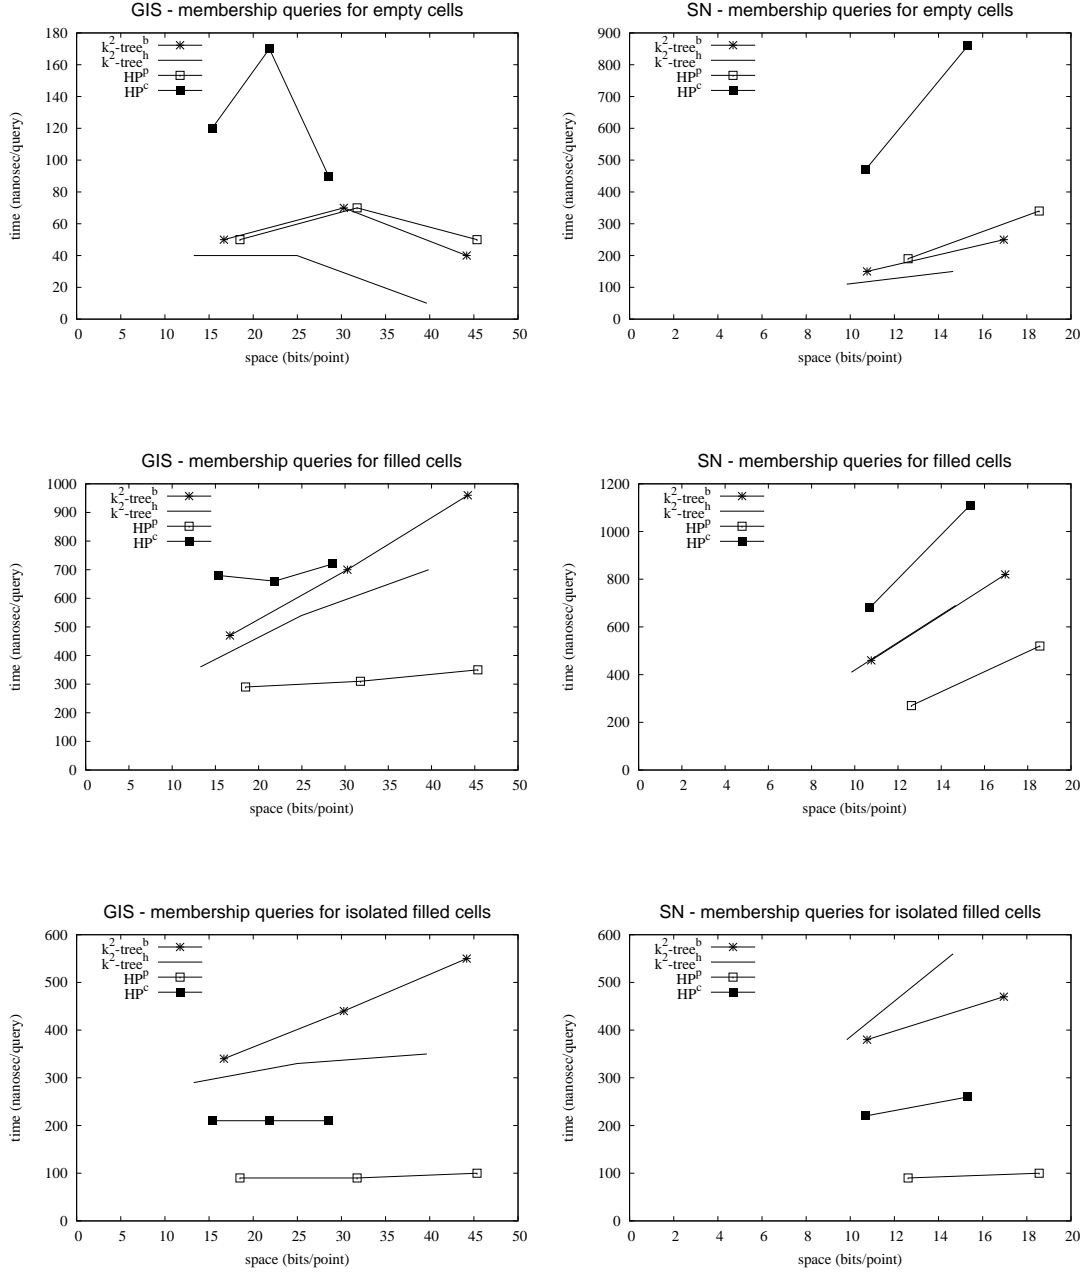 GIS - membership queries for empty cells
180
160
140
120
100
80
60
40
20
0
0 5 10 15 20 25 30 35 40 45 50
time (nanosec/query)
space (bits/point)
k2-treeb
k2-treeh
HPp
HPc
SN - membership queries for empty cells
900
800
700
600
500
400
300
200
100
0
0 2 4 6 8 10 12 14 16 18 20
time (nanosec/query)
space (bits/point)
k2-treeb
k2-treeh
HPp
HPc
GIS - membership queries for filled cells
1000
900
800
700
600
500
400
300
200
100
0
0 5 10 15 20 25 30 35 40 45 50
time (nanosec/query)
space (bits/point)
k2-treeb
k2-treeh
HPp
HPc
SN - membership queries for filled cells
1200
1000
800
600
400
200
0
0 2 4 6 8 10 12 14 16 18 20
time (nanosec/query)
space (bits/point)
k2-treeb
k2-treeh
HPp
HPc
GIS - membership queries for isolated filled cells
600
500
400
300
200
100
0
0 5 10 15 20 25 30 35 40 45 50
time (nanosec/query)
space (bits/point)
k2-treeb
k2-treeh
HPp
HPc
SN - membership queries for isolated filled cells
600
500
400
300
200
100
0
0 2 4 6 8 10 12 14 16 18 20
time (nanosec/query)
space (bits/point)
k2-treeb
k2-treeh
HPp
HPc